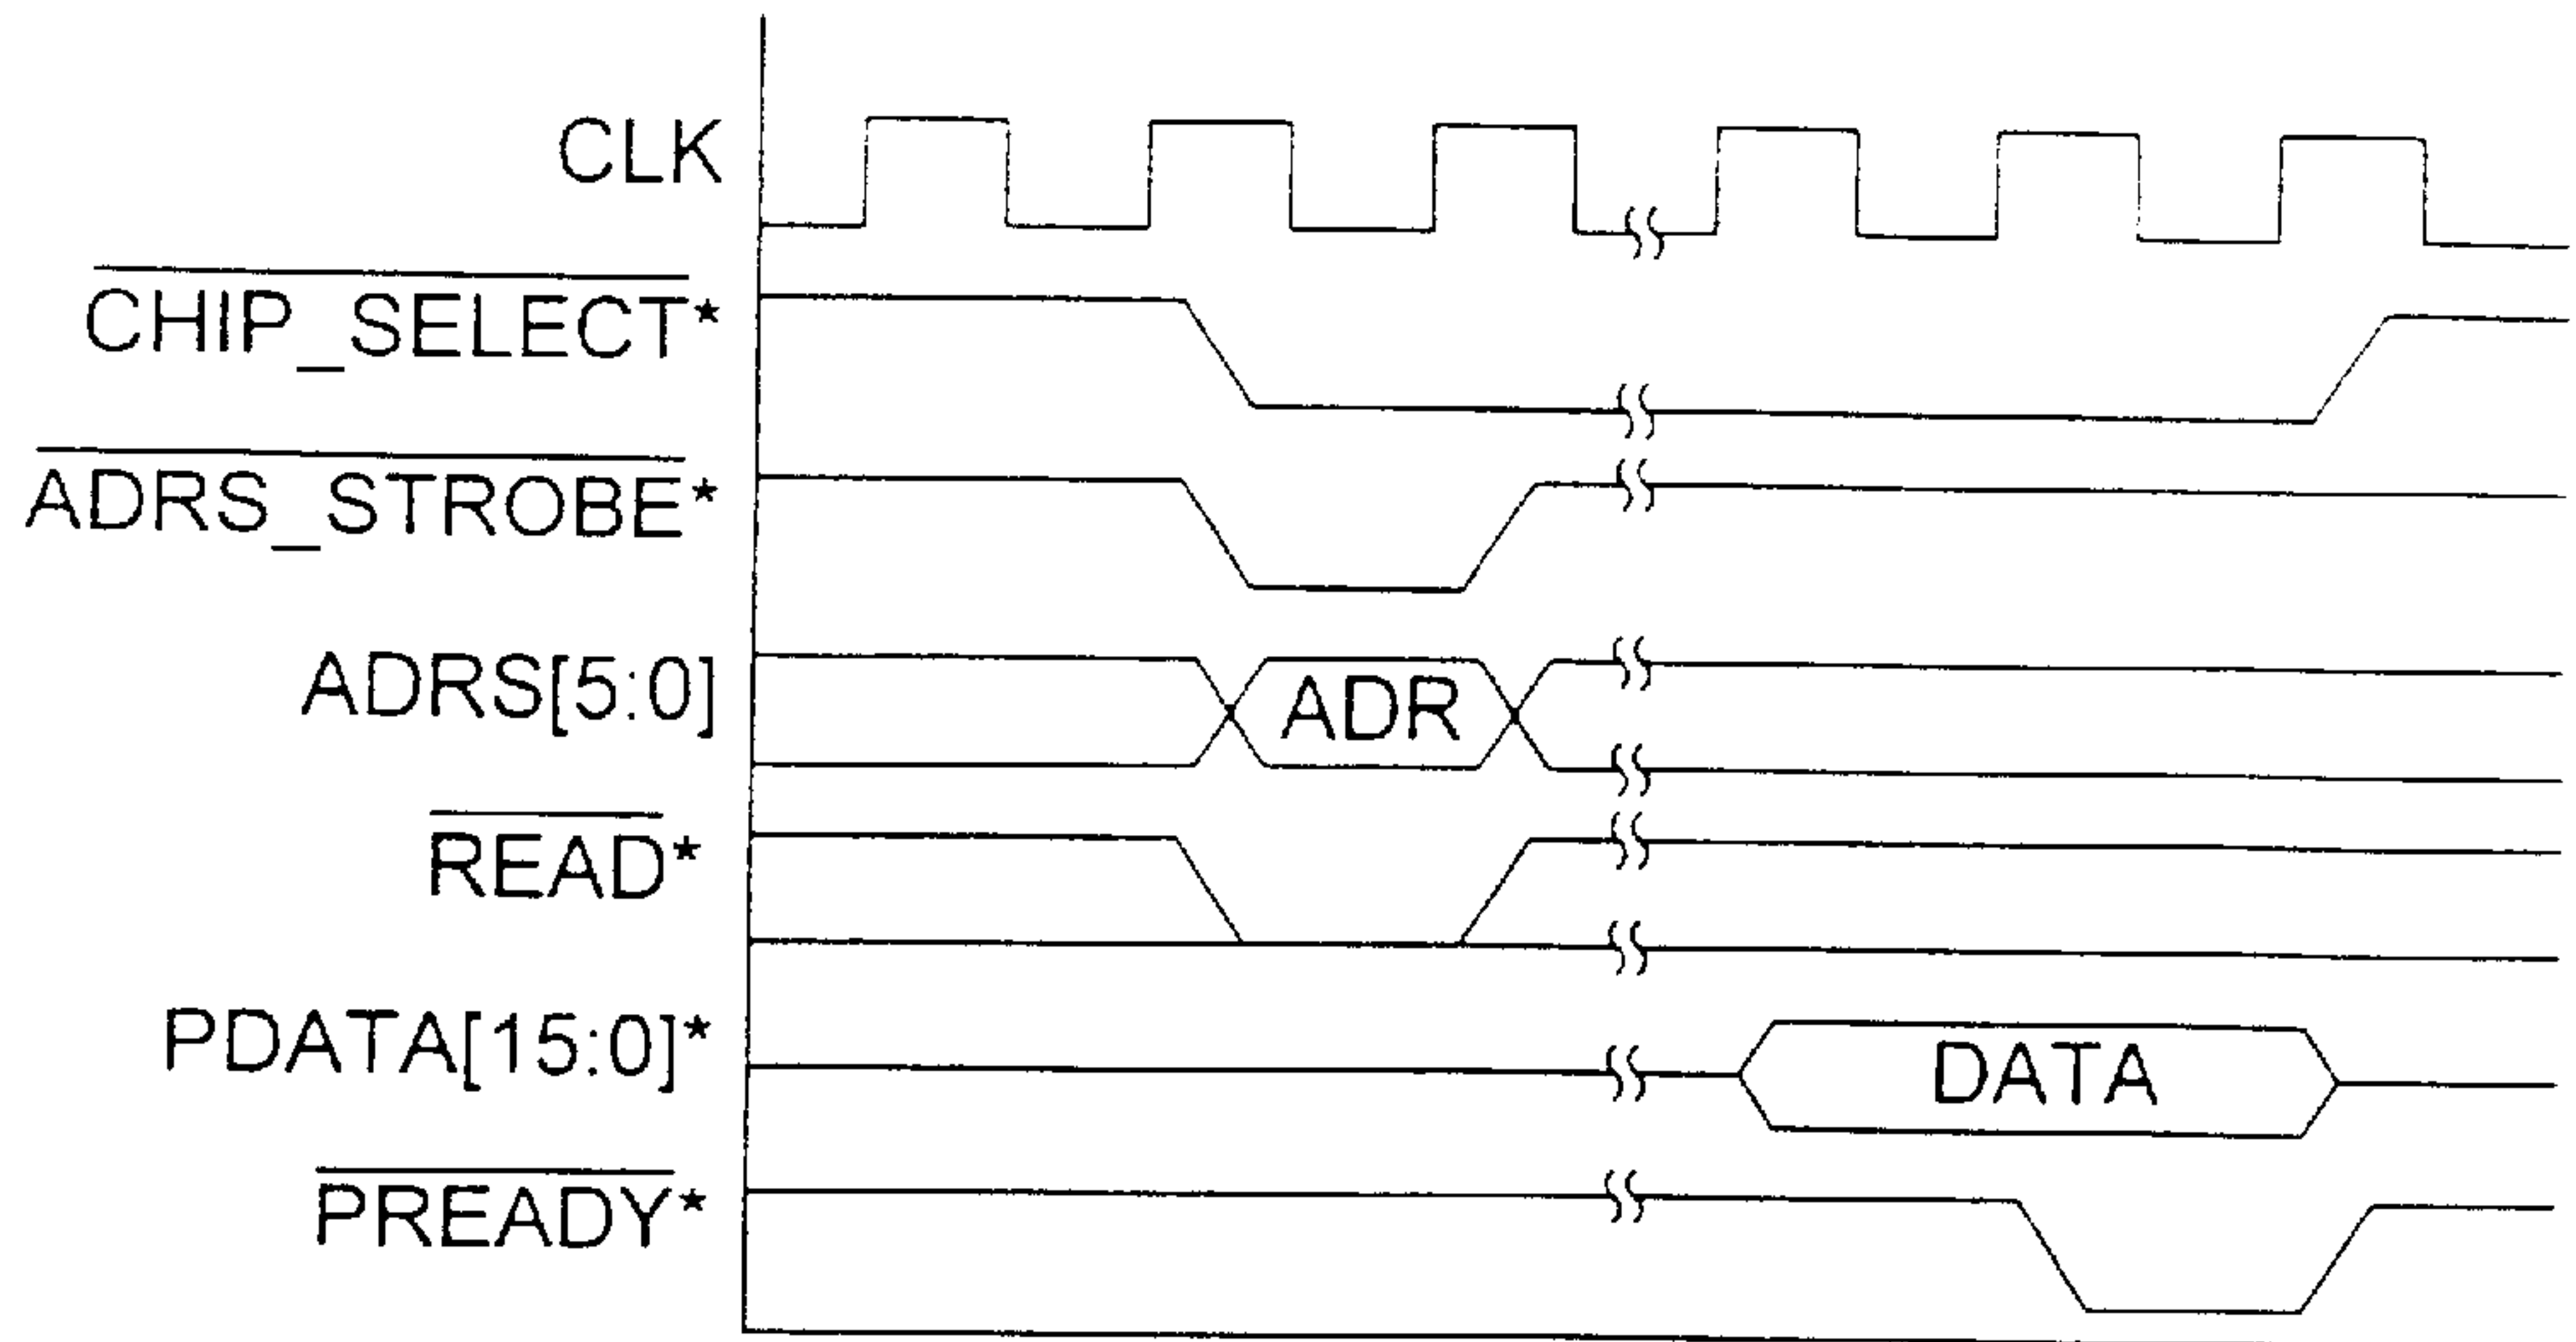 CLK
CHIP_SELECT*
ADRS_STROBE*
ADRS[5:0]
ADR
READ*
PDATA[15:0]*
DATA
PREADY*